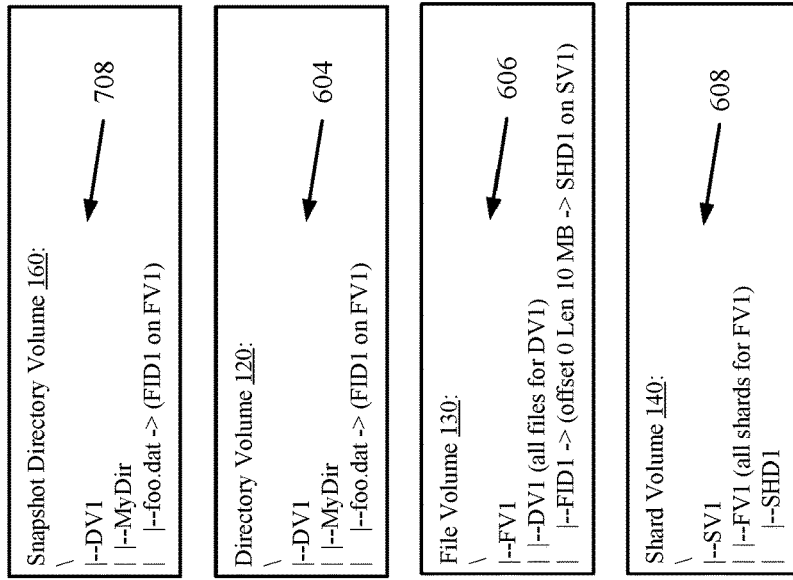 Snapshot Directory Volume 160:
\
|--DV1
| |--MyDir
| |--foo.dat -> (FID1 on FV1)
708
Directory Volume 120:
\
|--DV1
| |--MyDir
| |--foo.dat -> (FID1 on FV1)
604
File Volume 130:
\
|--FV1
| |--DV1 (all files for DV1)
| |--FID1 -> (offset 0 Len 10 MB -> SHD1 on SV1)
606
Shard Volume 140:
\
|--SV1
| |--FV1 (all shards for FV1)
| |--SHD1
608